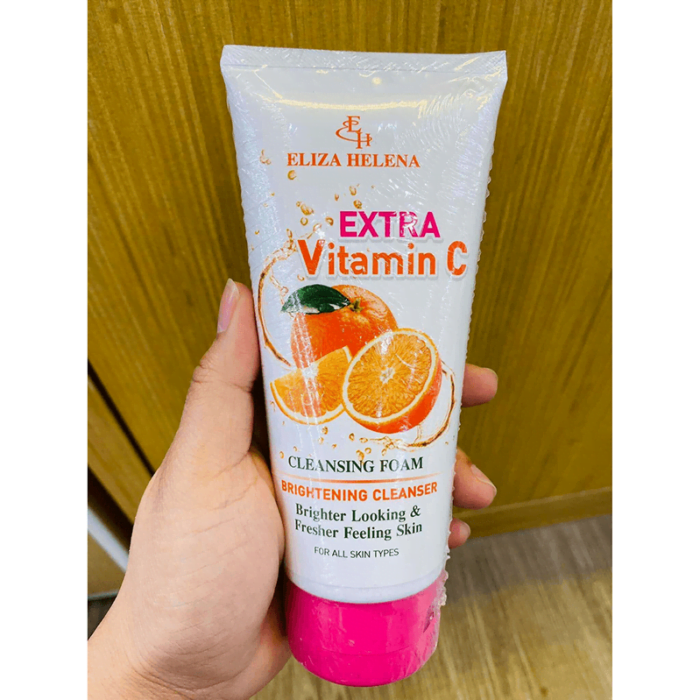 EH
ELIZA HELENA
EXTRA
Vitamin C
CLEANSING FOAM
BRIGHTENING CLEANSER
Brighter Looking &
Fresher Feeling Skin
FOR ALL SKIN TYPES